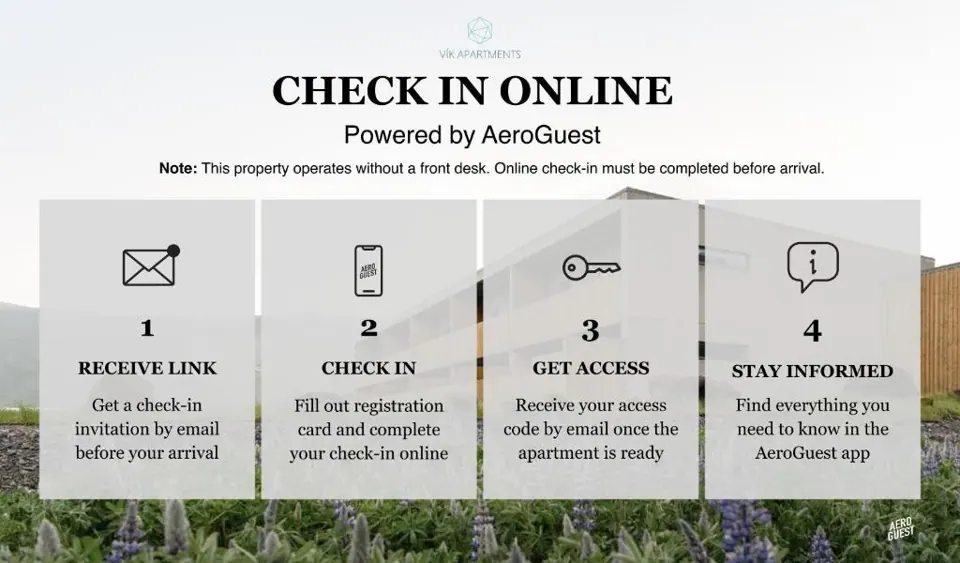 VÍK APARTMENTS
CHECK IN ONLINE
Powered by AeroGuest
Note: This property operates without a front desk. Online check-in must be completed before arrival.
1
RECEIVE LINK
Get a check-in
invitation by email
before your arrival
AERO
GUEST
2
CHECK IN
Fill out registration
card and complete
your check-in online
3
GET ACCESS
Receive your access
code by email once the
apartment is ready
i
4
STAY INFORMED
Find everything you
need to know in the
AeroGuest app
AERO
GUEST